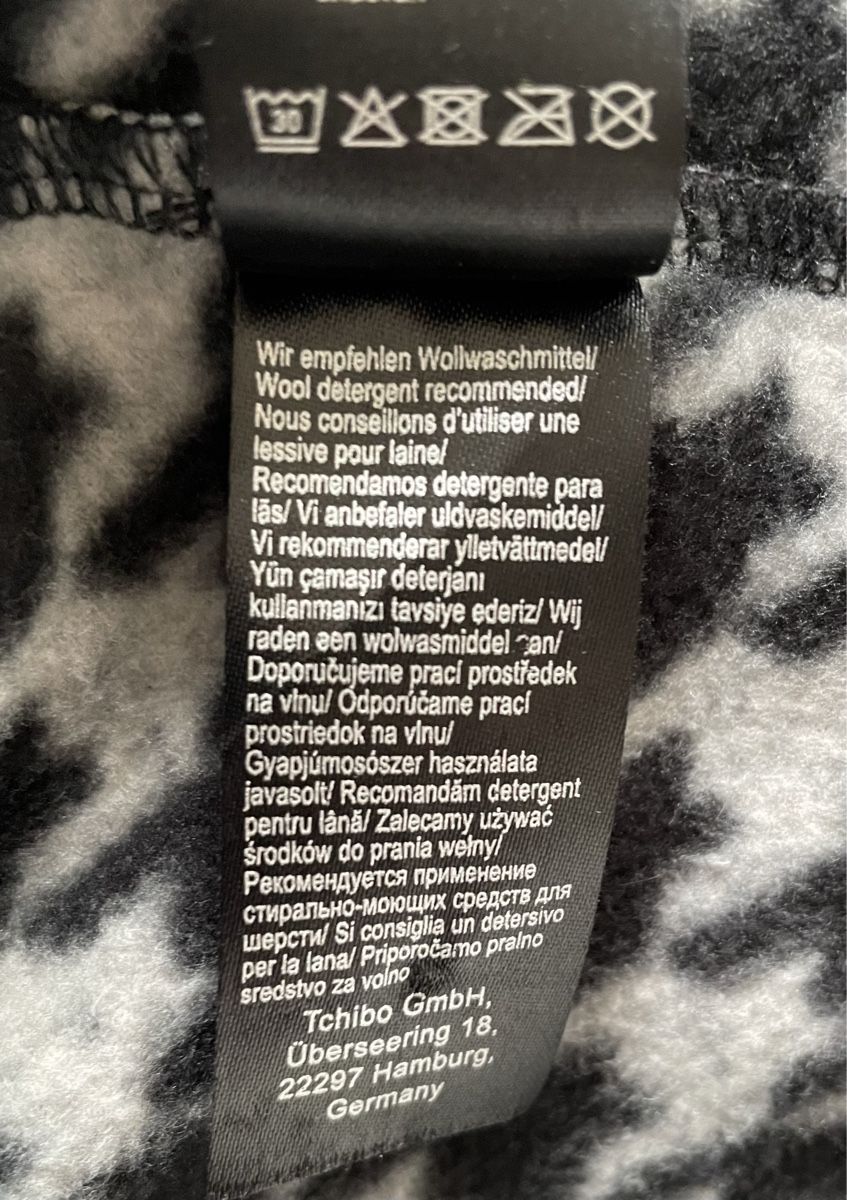 30
Wir empfehlen Wollwaschmittel/
Wool detergent recommended/
Nous conseillons d'utiliser une
lessive pour laine/
Recomendamos detergente para
läs/ Vi anbefaler uldvaskemiddel/
Vi rekommenderar ylletvättmedel/
Yün çamaşır deterjanı
kullanmanızı tavsiye ederiz/ Wij
raden een wolwasmiddel an/
Doporučujeme prací prostředek
na vlnu/ Odporúčame prací
prostriedok na vlnu/
Gyapjúmosószer használata
javasolt/ Recomandăm detergent
pentru lână/ Zalecamy używać
środków do prania wełny/
Рекомендуется применение
стирально-моющих средств для
шерсти/ Si consiglia un detersivo
per la lana/ Priporočamo pralno
sredstvo za volno
Tchibo GmbH,
Überseering 18,
22297 Hamburg,
Germany